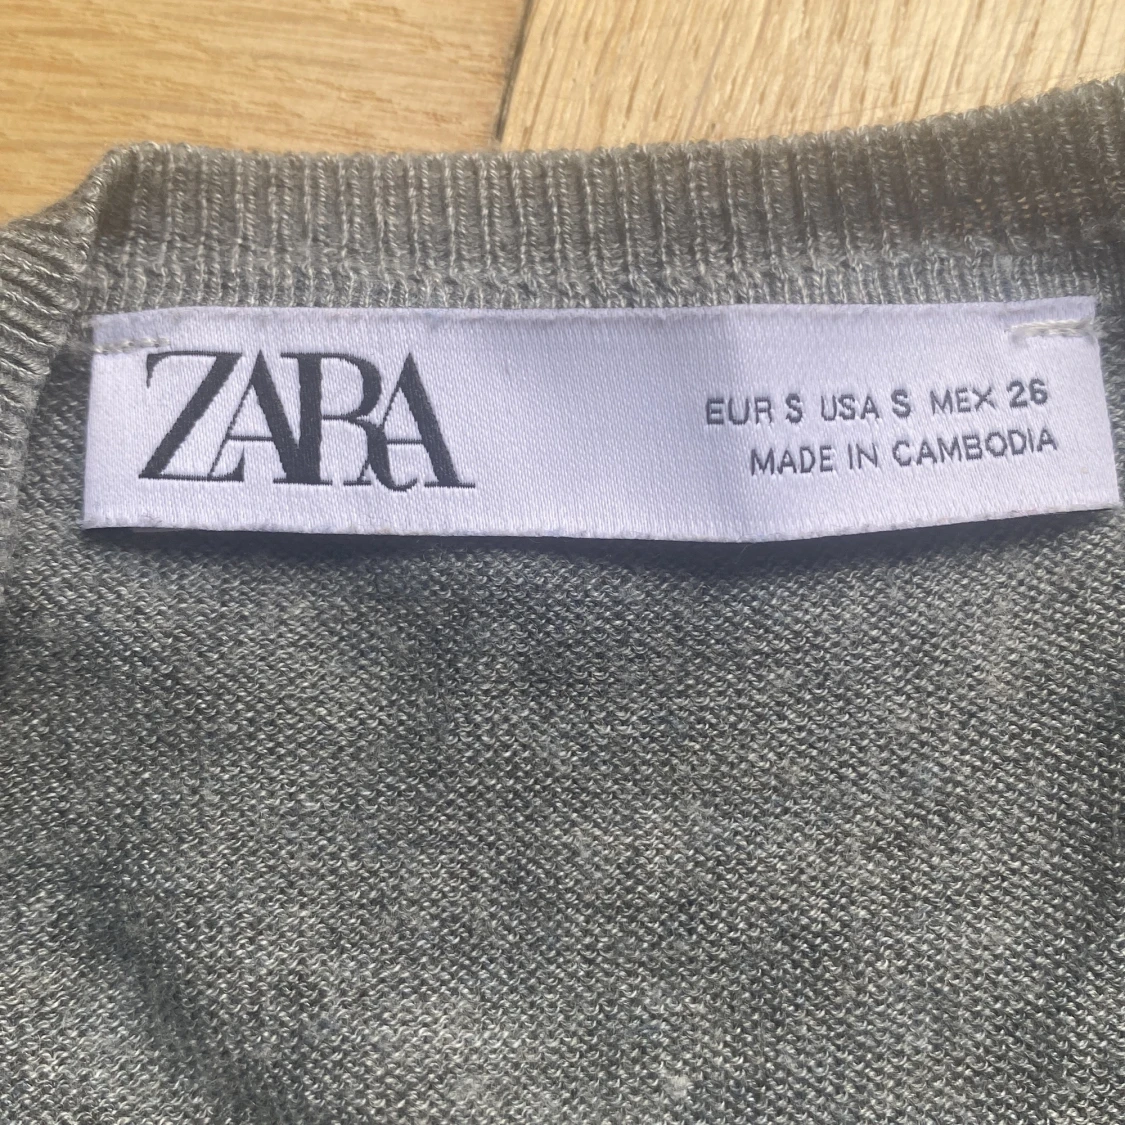 ZARA
EUR S USA S MEX 26
MADE IN CAMBODIA